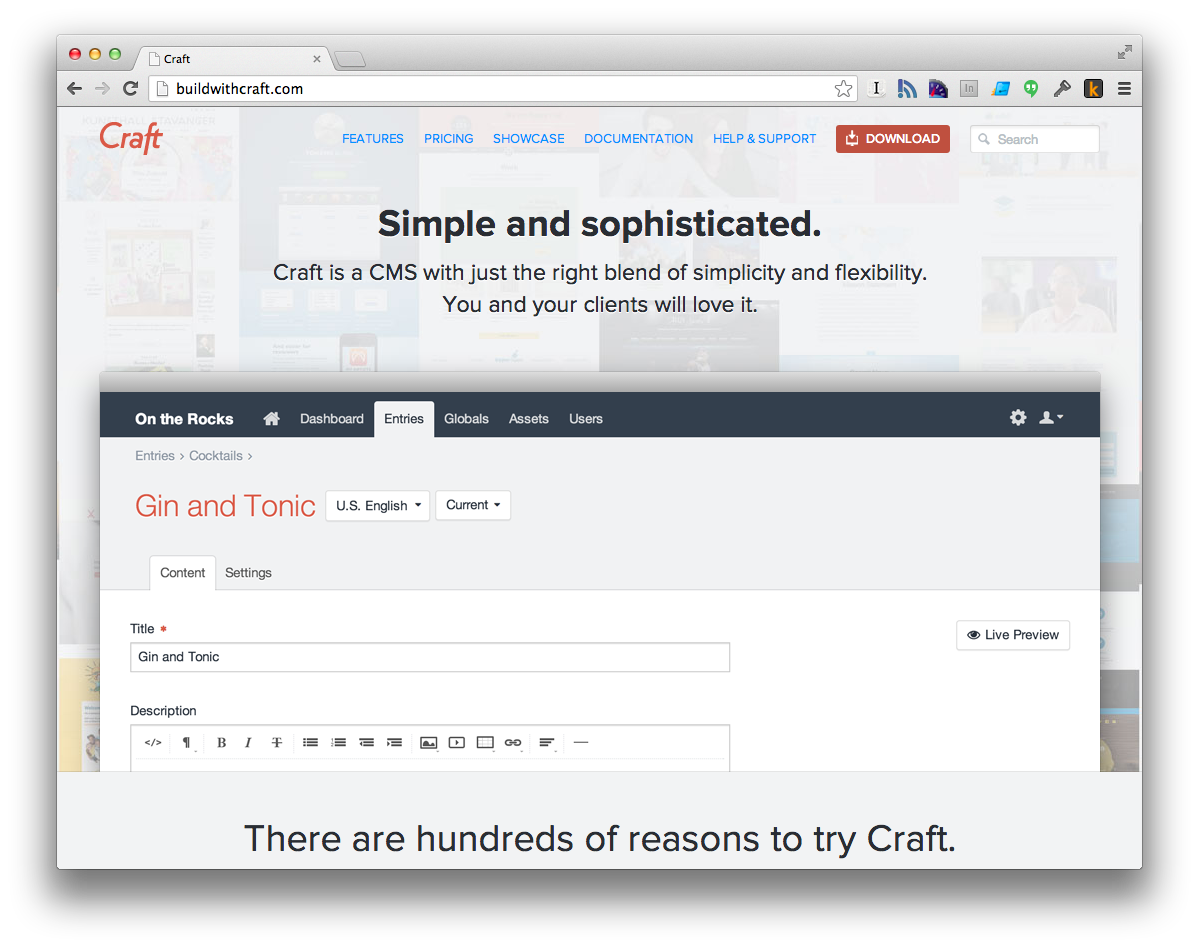 Craft
buildwithcraft.com
Craft
FEATURES
PRICING
SHOWCASE
DOCUMENTATION
HELP & SUPPORT
DOWNLOAD
Search
Simple and sophisticated.
Craft is a CMS with just the right blend of simplicity and flexibility.
You and your clients will love it.
On the Rocks
Dashboard
Entries
Globals
Assets
Users
Entries › Cocktails ›
Gin and Tonic
U.S. English
Current
Content
Settings
Title *
Live Preview
Gin and Tonic
Description
There are hundreds of reasons to try Craft.